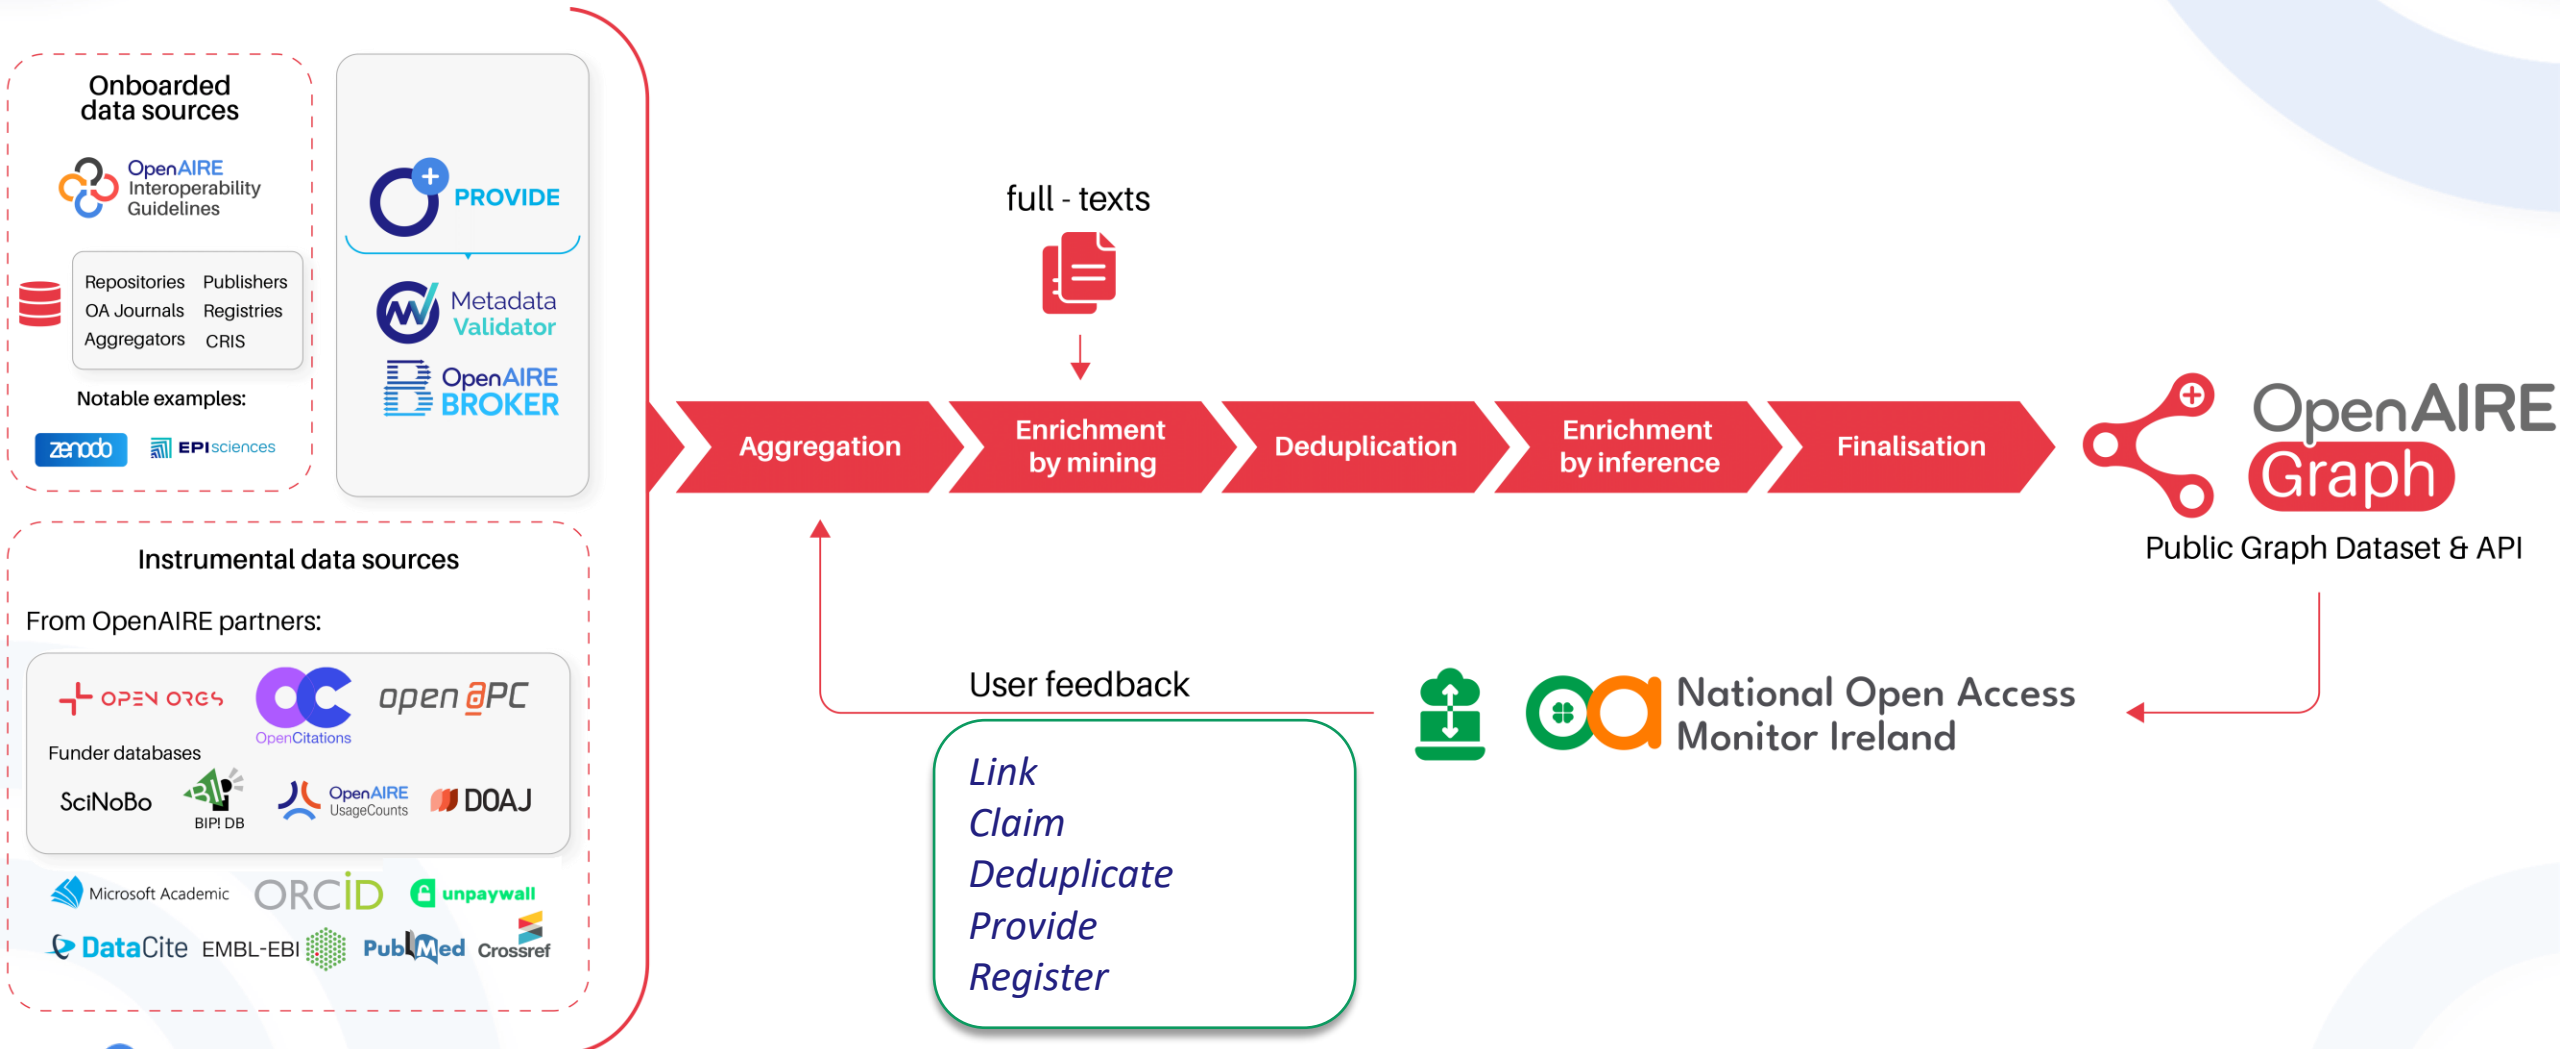 Onboarded
data sources
OpenAIRE
Interoperability
Guidelines
Repositories Publishers
OA Journals Registries
Aggregators CRIS
Notable examples:
zenodo EPIsciences
PROVIDE
Metadata
Validator
OpenAIRE
BROKER
Instrumental data sources
From OpenAIRE partners:
OPEN ORGS
OpenCitations
open aPC
Funder databases
SciNoBo
BIP!
BIP! DB
OpenAIRE
UsageCounts
DOAJ
Microsoft Academic ORCID unpaywall
DataCite EMBL-EBI PubMed Crossref
full - texts
Aggregation
Enrichment
by mining
Deduplication
Enrichment
by inference
Finalisation
OpenAIRE
Graph
Public Graph Dataset & API
User feedback
Link
Claim
Deduplicate
Provide
Register
oa
National Open Access
Monitor Ireland